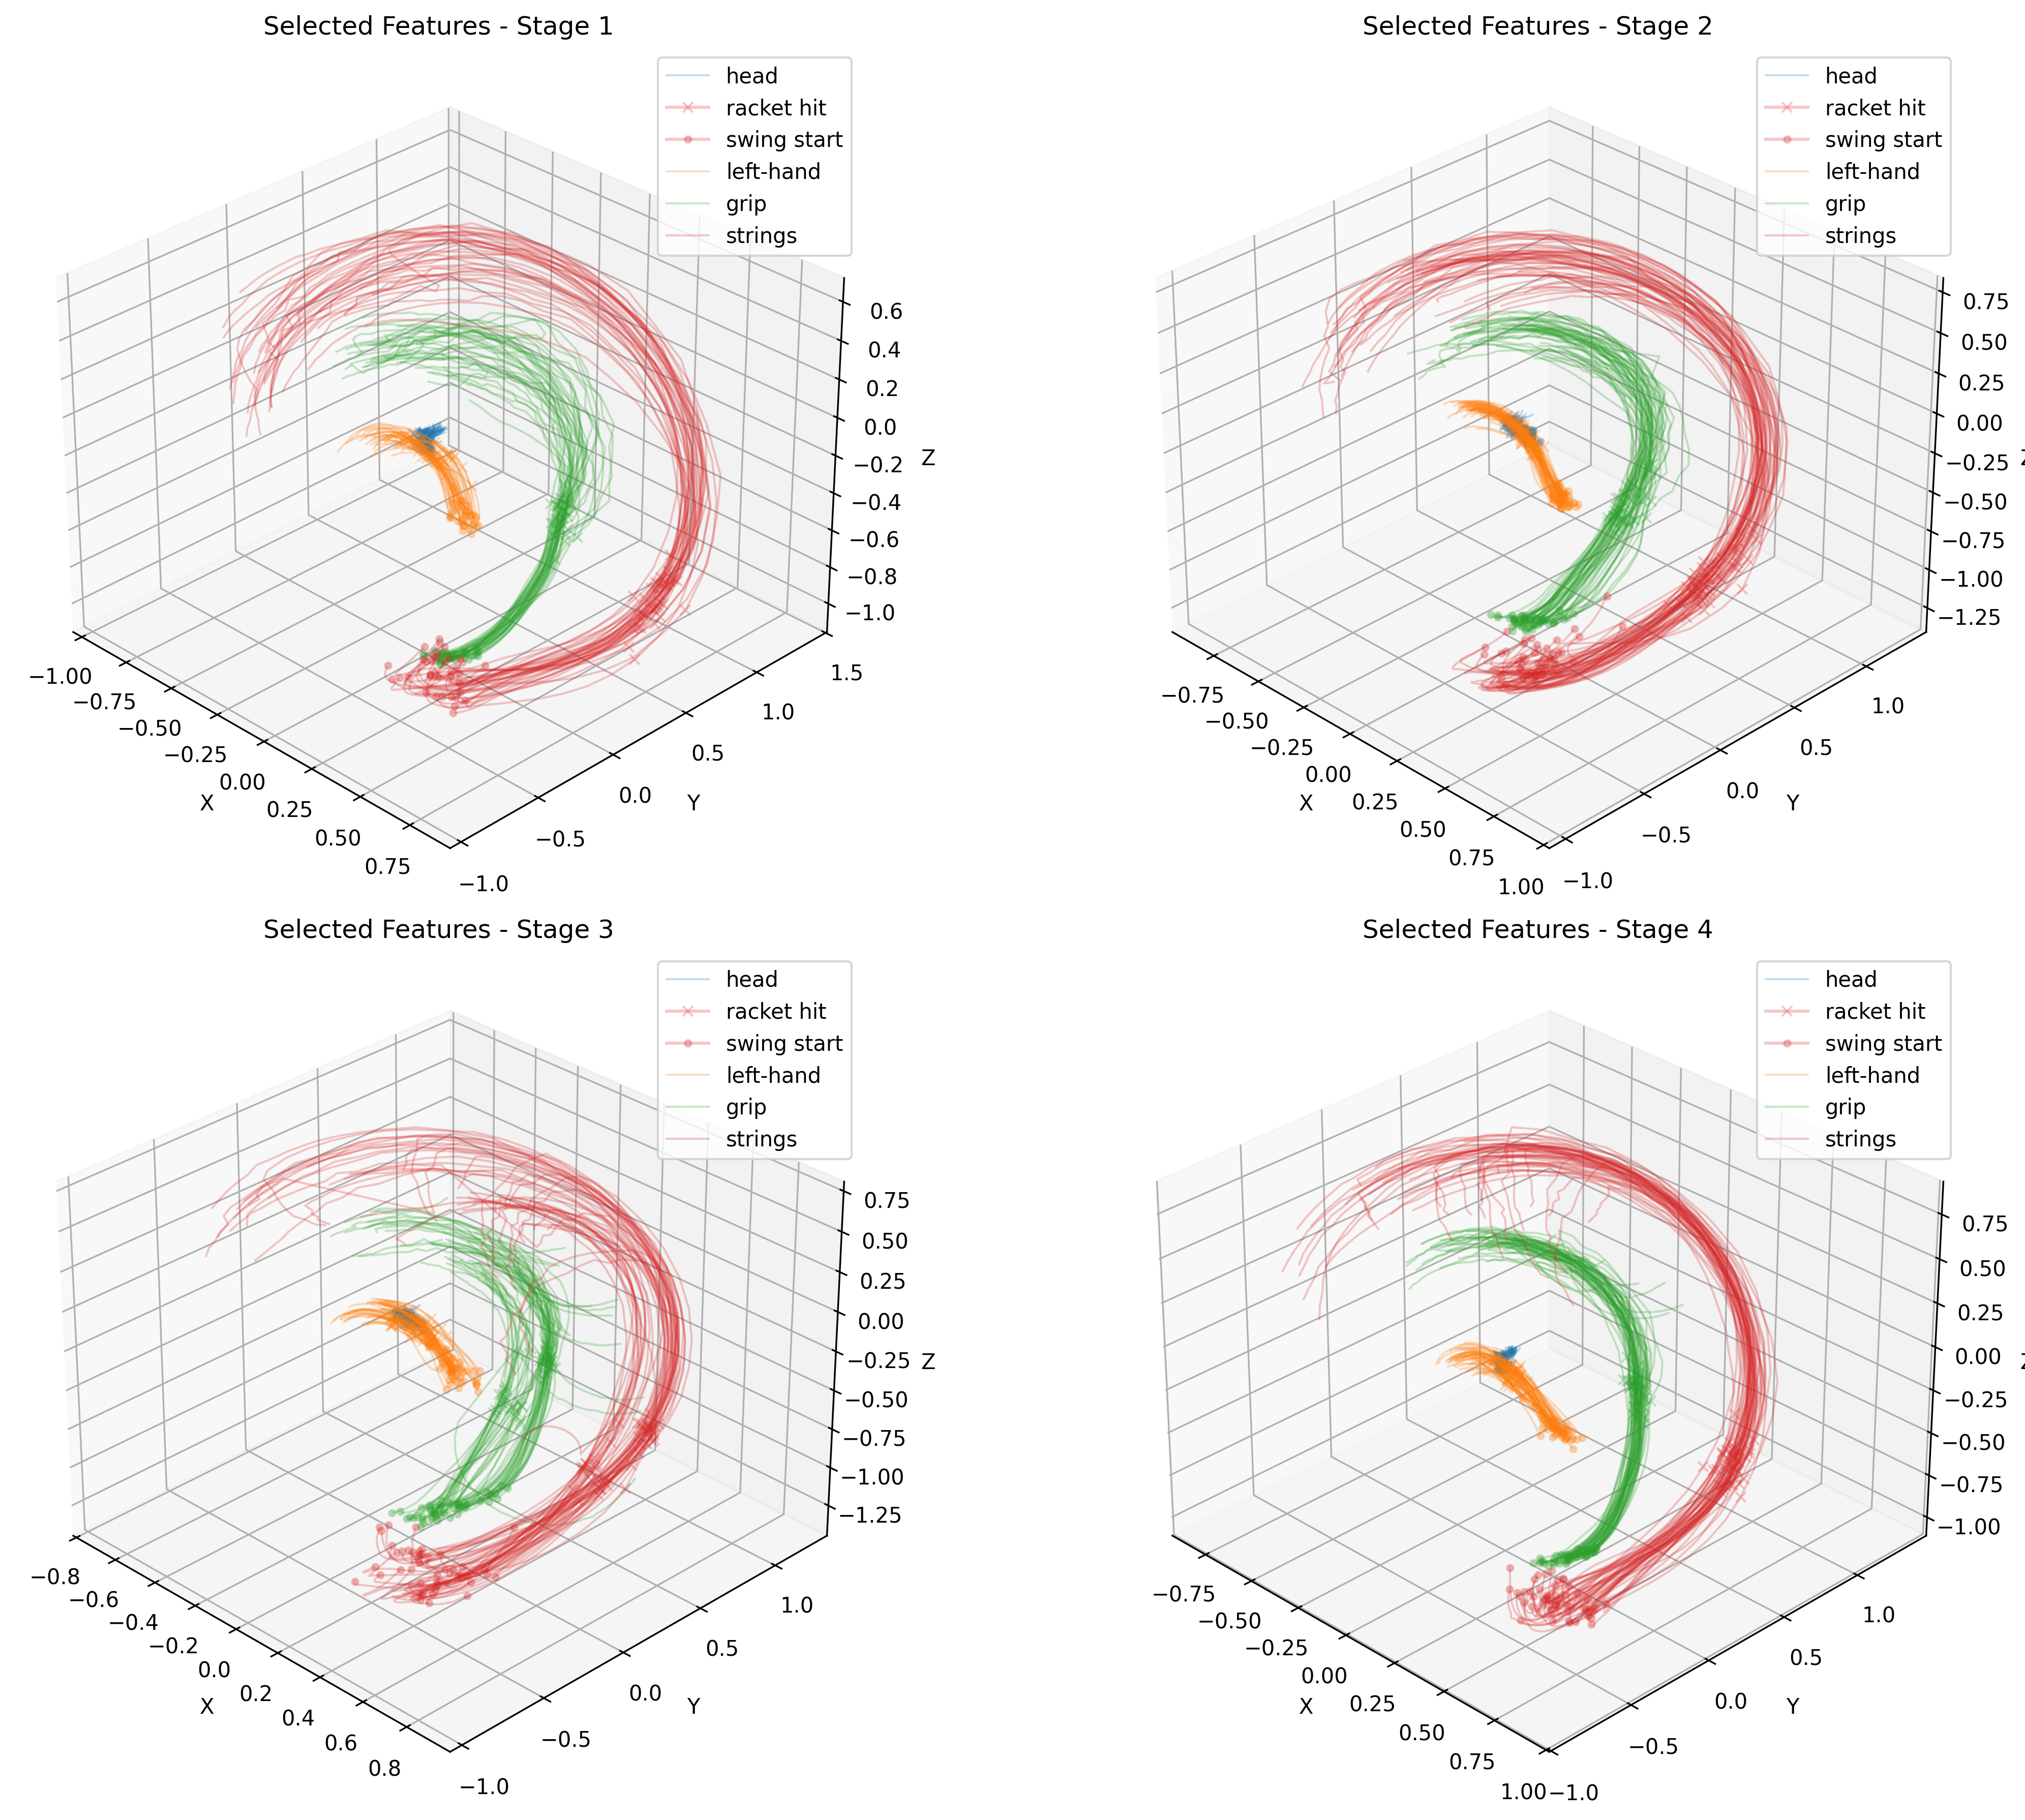 Selected Features - Stage 1
head
racket hit
swing start
left-hand
grip
strings
0.6
0.4
0.2
0.0
−0.2
−0.4
−0.6
−0.8
−1.0
Z
−1.00
−0.75
−0.50
−0.25
0.00
0.25
0.50
0.75
X
−1.0
−0.5
0.0
0.5
1.0
1.5
Y
Selected Features - Stage 2
head
racket hit
swing start
left-hand
grip
strings
0.75
0.50
0.25
0.00
−0.25
−0.50
−0.75
−1.00
−1.25
−0.75
−0.50
−0.25
0.00
0.25
0.50
0.75
1.00
X
−1.0
−0.5
0.0
0.5
1.0
Y
Selected Features - Stage 3
head
racket hit
swing start
left-hand
grip
strings
0.75
0.50
0.25
0.00
−0.25
−0.50
−0.75
−1.00
−1.25
Z
−0.8
−0.6
−0.4
−0.2
0.0
0.2
0.4
0.6
0.8
X
−1.0
−0.5
0.0
0.5
1.0
Y
Selected Features - Stage 4
head
racket hit
swing start
left-hand
grip
strings
0.75
0.50
0.25
0.00
−0.25
−0.50
−0.75
−1.00
−0.75
−0.50
−0.25
0.00
0.25
0.50
0.75
1.00
X
−1.0
−0.5
0.0
0.5
1.0
Y